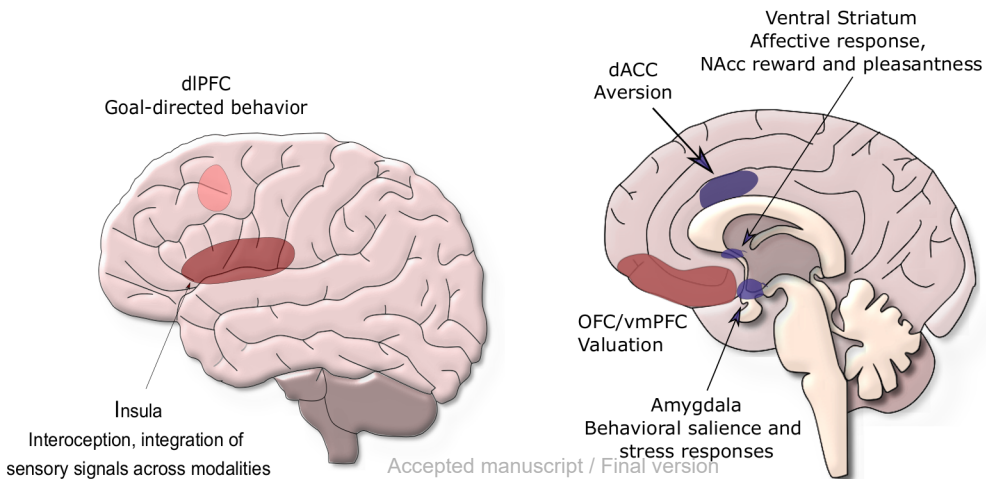 dlPFC
Goal-directed behavior
Insula
Interoception, integration of
sensory signals across modalities
Ventral Striatum
Affective response,
NAcc reward and pleasantness
dACC
Aversion
OFC/vmPFC
Valuation
Amygdala
Behavioral salience and
stress responses
Accepted manuscript / Final version